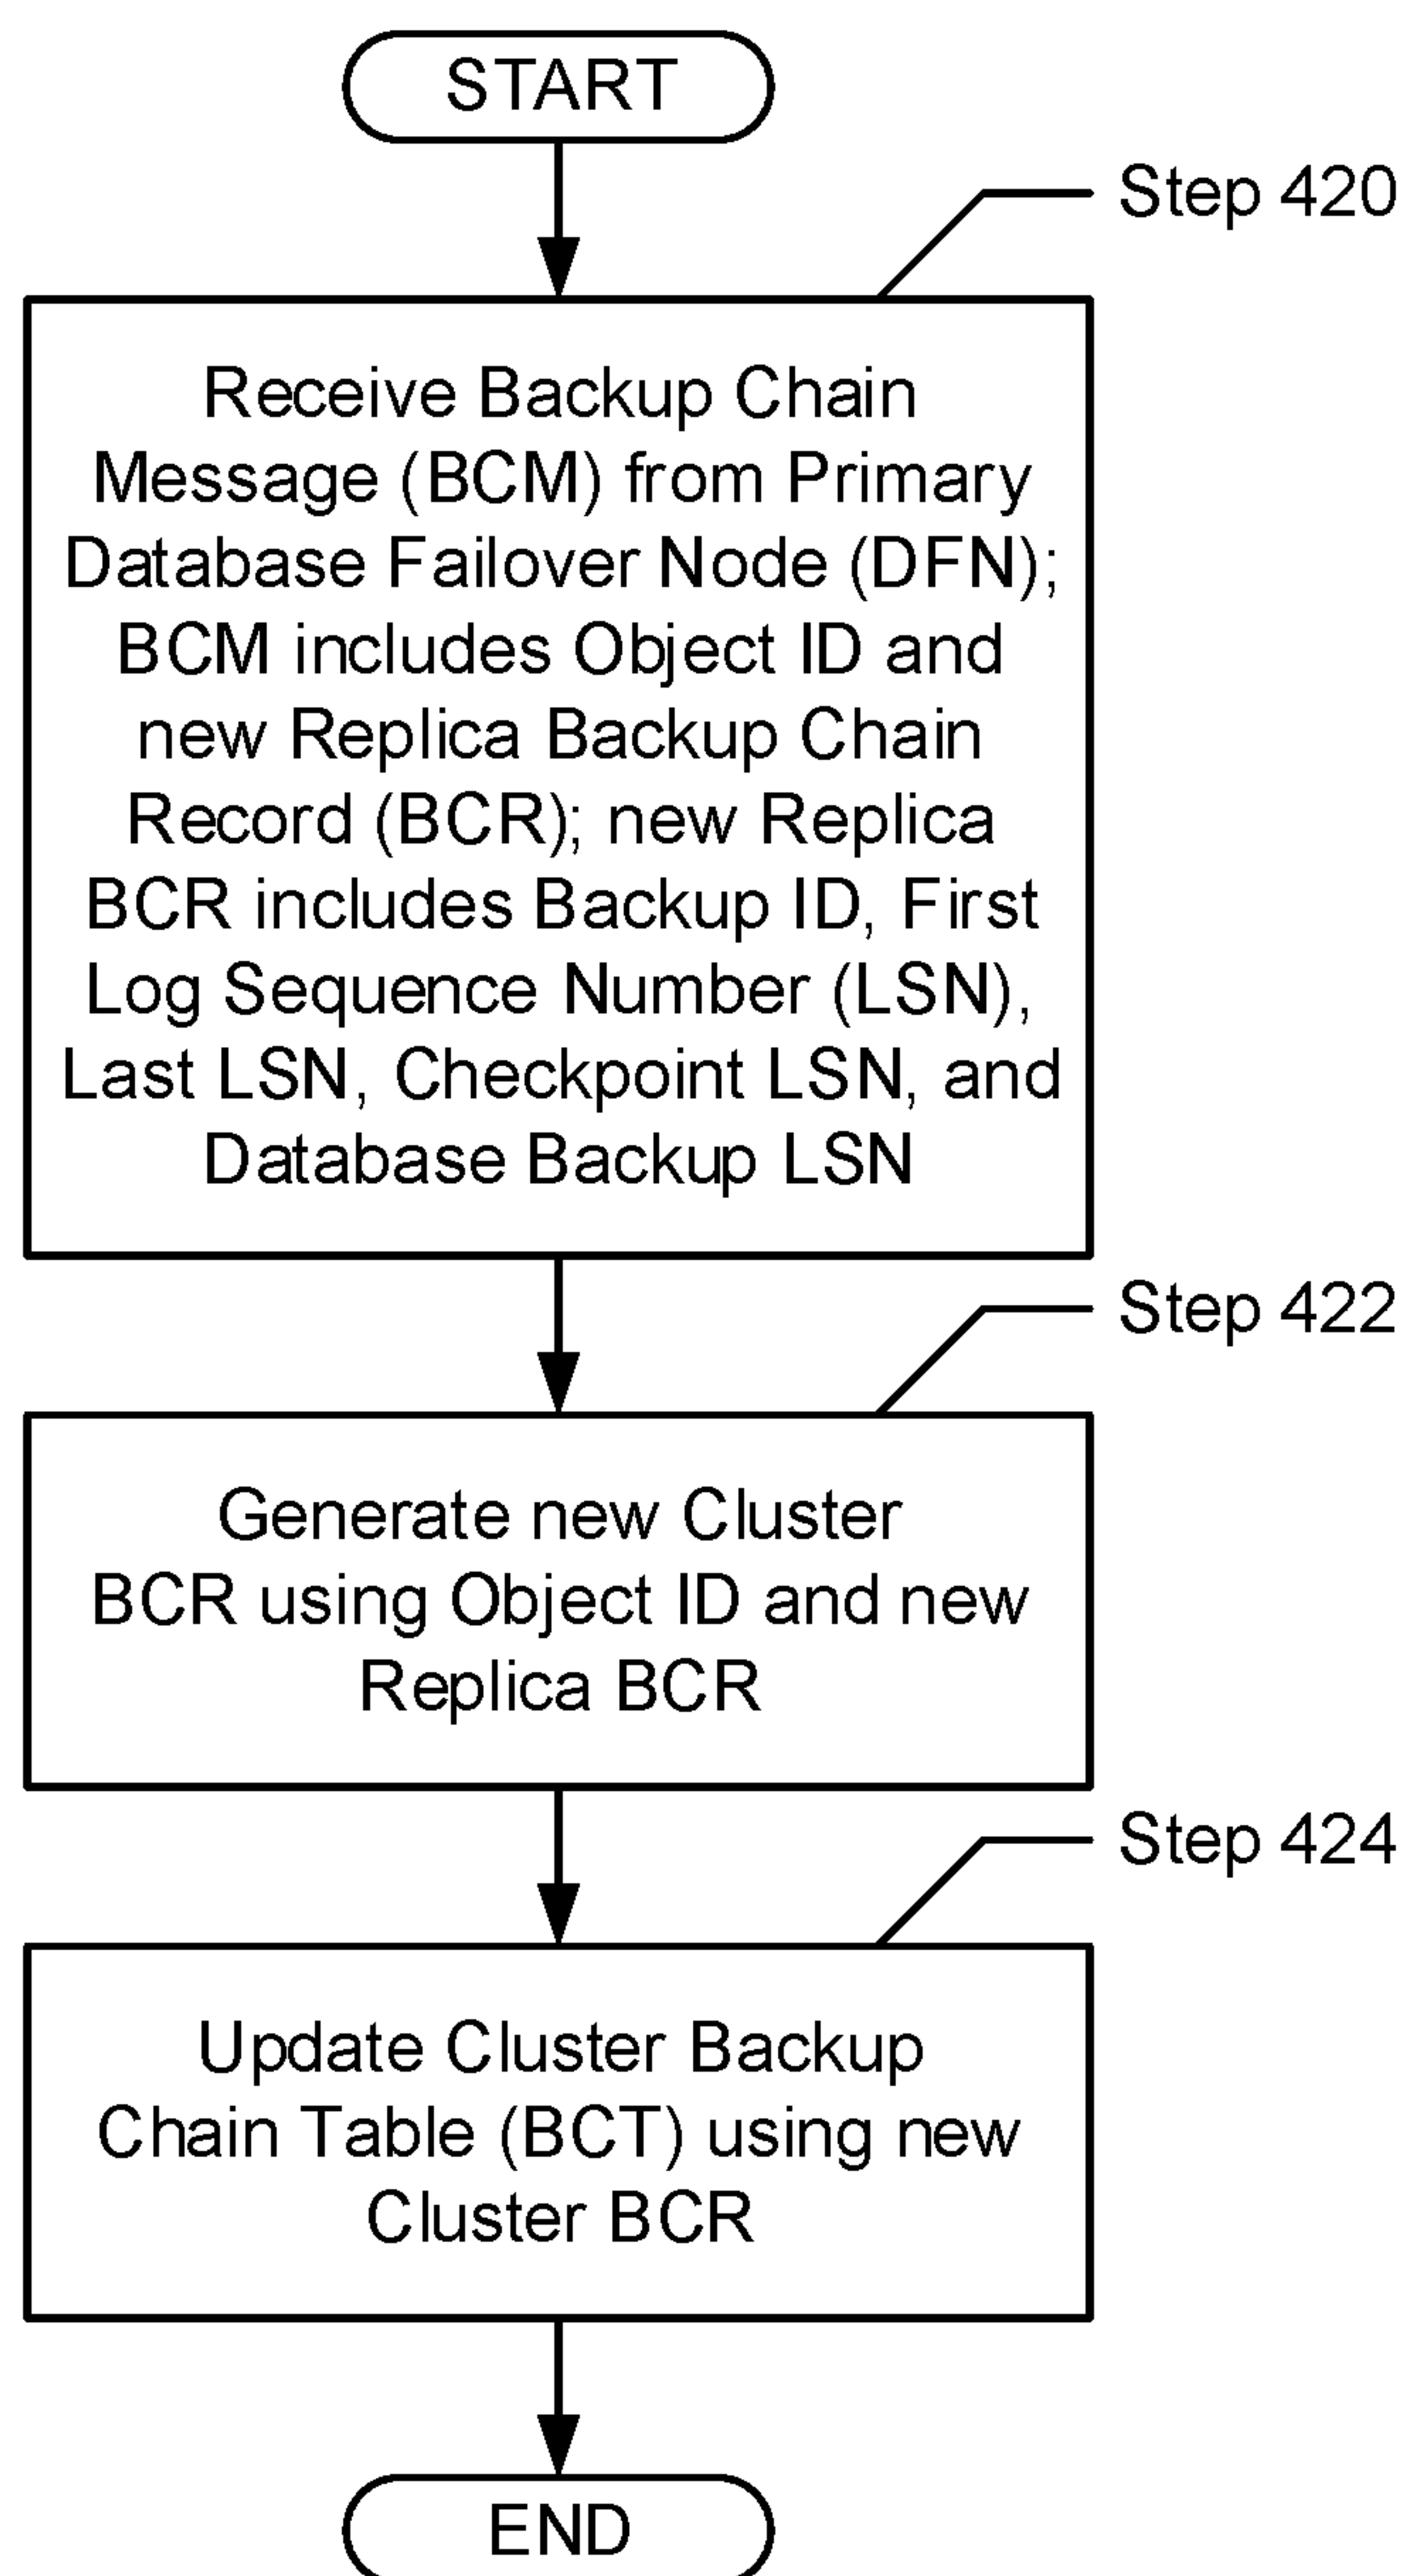 START
Step 420
Receive Backup Chain
Message (BCM) from Primary
Database Failover Node (DFN);
BCM includes Object ID and
new Replica Backup Chain
Record (BCR); new Replica
BCR includes Backup ID, First
Log Sequence Number (LSN),
Last LSN, Checkpoint LSN, and
Database Backup LSN
Step 422
Generate new Cluster
BCR using Object ID and new
Replica BCR
Step 424
Update Cluster Backup
Chain Table (BCT) using new
Cluster BCR
END